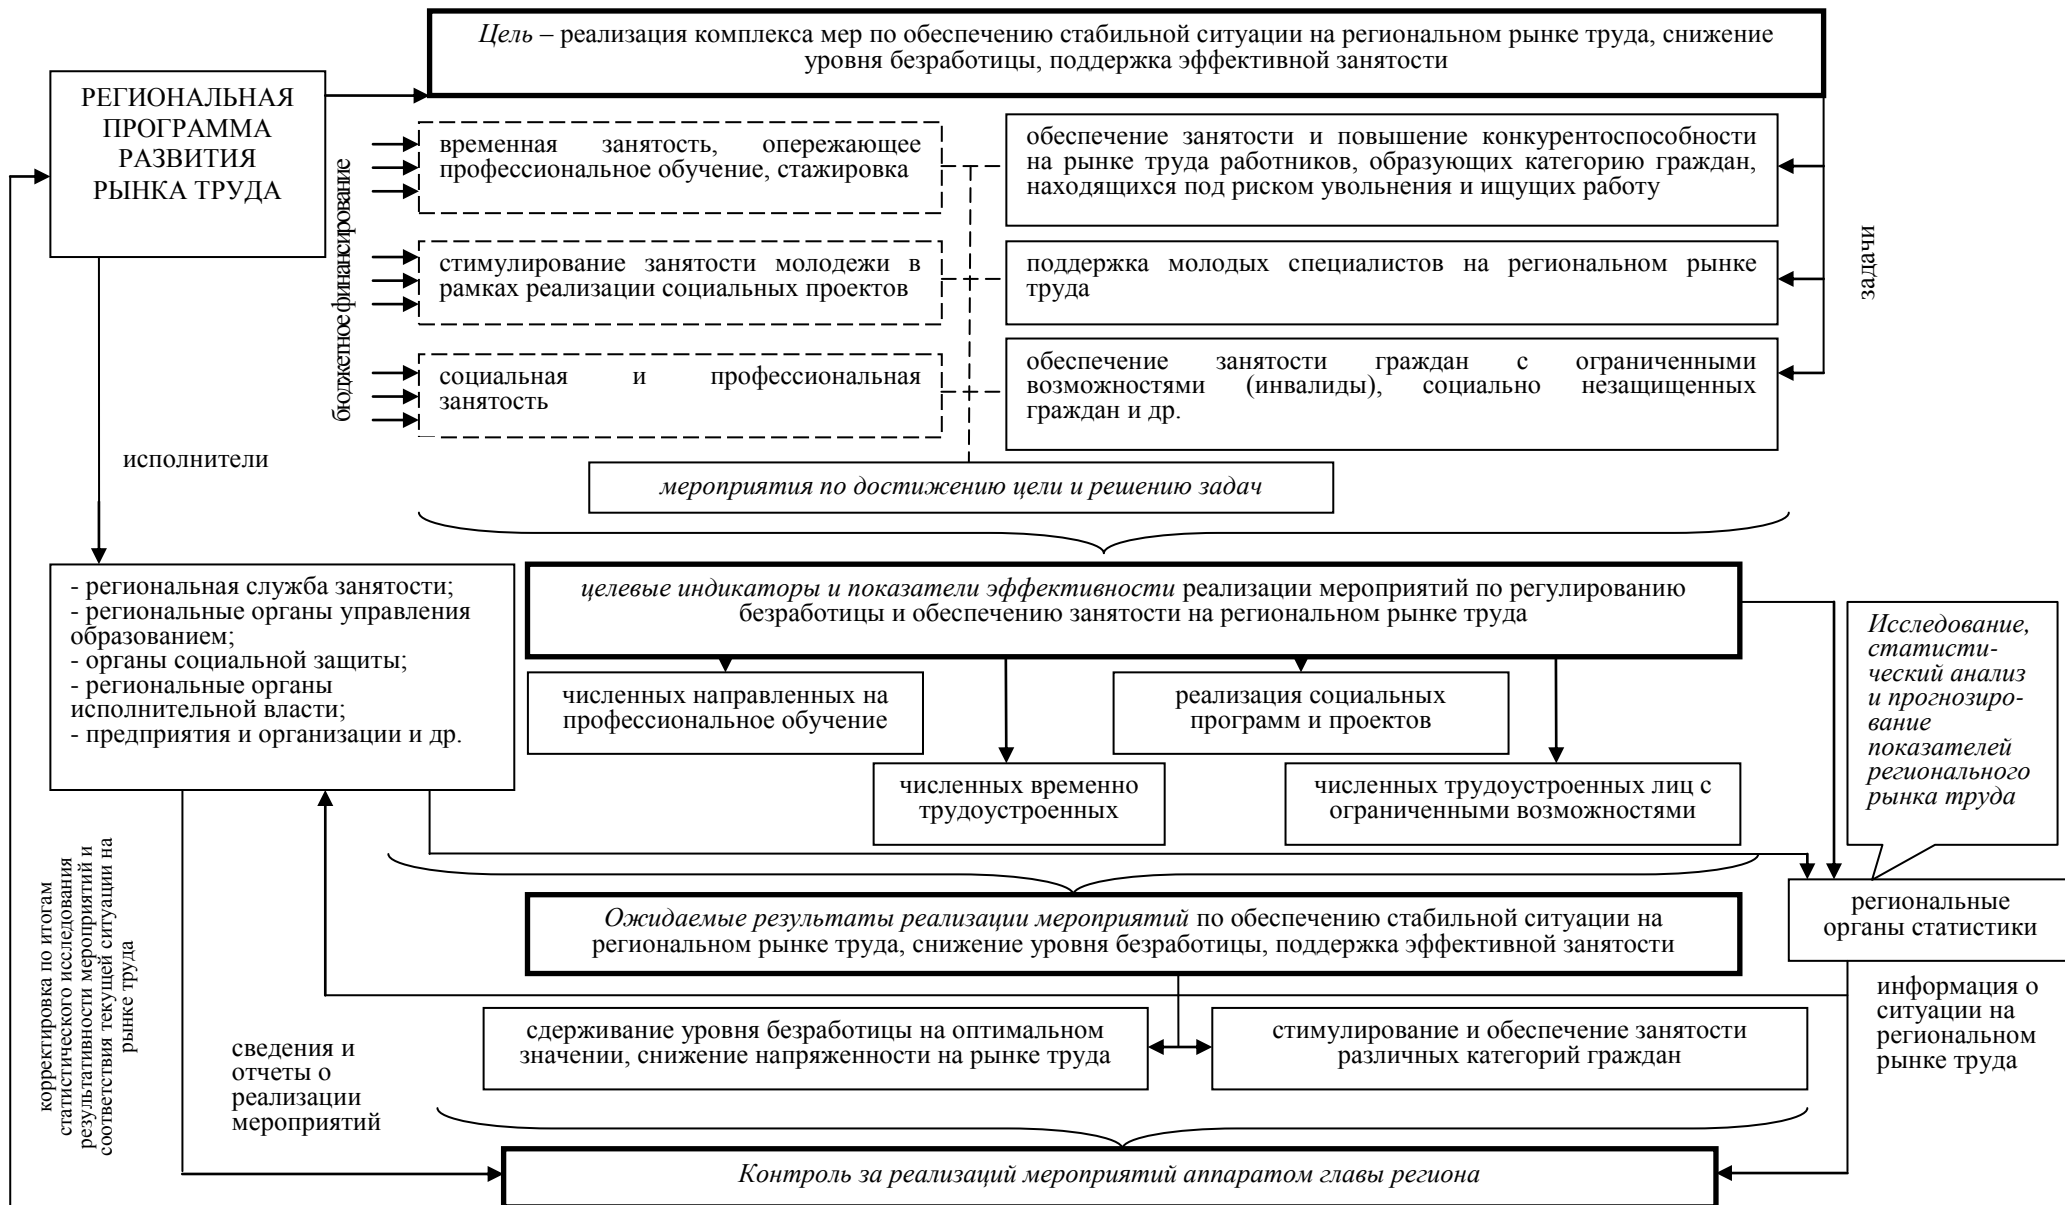 Цель – реализация комплекса мер по обеспечению стабильной ситуации на региональном рынке труда, снижение
уровня безработицы, поддержка эффективной занятости
РЕГИОНАЛЬНАЯ
ПРОГРАММА
РАЗВИТИЯ
РЫНКА ТРУДА
бюджетное финансирование
временная занятость, опережающее
профессиональное обучение, стажировка
обеспечение занятости и повышение конкурентоспособности
на рынке труда работников, образующих категорию граждан,
находящихся под риском увольнения и ищущих работу
задачи
стимулирование занятости молодежи в
рамках реализации социальных проектов
поддержка молодых специалистов на региональном рынке
труда
социальная и профессиональная
занятость
обеспечение занятости граждан с ограниченными
возможностями (инвалиды), социально незащищенных
граждан и др.
исполнители
мероприятия по достижению цели и решению задач
- региональная служба занятости;
- региональные органы управления
образованием;
- органы социальной защиты;
- региональные органы
исполнительной власти;
- предприятия и организации и др.
целевые индикаторы и показатели эффективности реализации мероприятий по регулированию
безработицы и обеспечению занятости на региональном рынке труда
Исследование,
статисти-
ческий анализ
и прогнозиро-
вание
показателей
регионального
рынка труда
численных направленных на
профессиональное обучение
реализация социальных
программ и проектов
численных временно
трудоустроенных
численных трудоустроенных лиц с
ограниченными возможностями
корректировка по итогам
статистического исследования
результативности мероприятий и
соответствия текущей ситуации на
рынке труда
Ожидаемые результаты реализации мероприятий по обеспечению стабильной ситуации на
региональном рынке труда, снижение уровня безработицы, поддержка эффективной занятости
региональные
органы статистики
информация о
ситуации на
региональном
рынке труда
сдерживание уровня безработицы на оптимальном
значении, снижение напряженности на рынке труда
стимулирование и обеспечение занятости
различных категорий граждан
сведения и
отчеты о
реализации
мероприятий
Контроль за реализаций мероприятий аппаратом главы региона